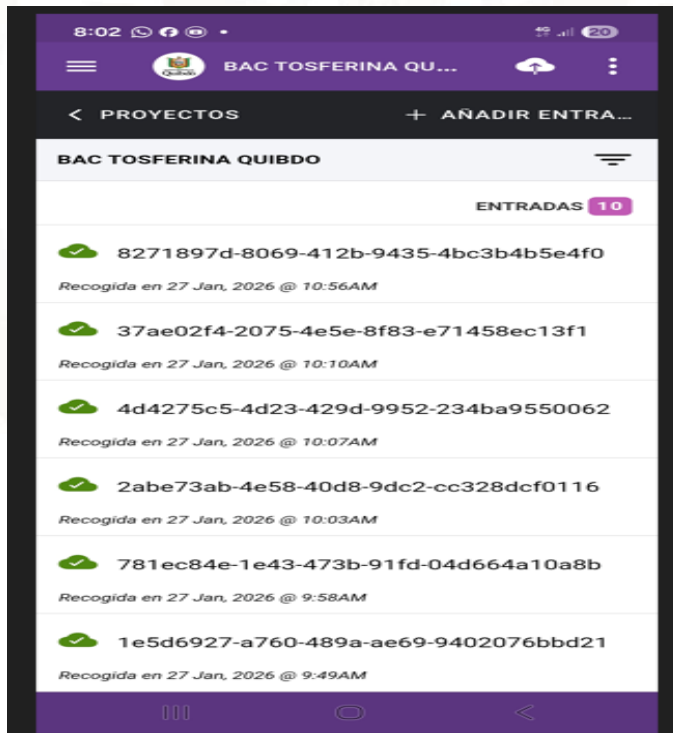 8:02
4G 20
Quibdó
BAC TOSFERINA QU...
< PROYECTOS
+ AÑADIR ENTRA...
BAC TOSFERINA QUIBDO
ENTRADAS 10
8271897d-8069-412b-9435-4bc3b4b5e4f0
Recogida en 27 Jan, 2026 @ 10:56AM
37ae02f4-2075-4e5e-8f83-e71458ec13f1
Recogida en 27 Jan, 2026 @ 10:10AM
4d4275c5-4d23-429d-9952-234ba9550062
Recogida en 27 Jan, 2026 @ 10:07AM
2abe73ab-4e58-40d8-9dc2-cc328dcf0116
Recogida en 27 Jan, 2026 @ 10:03AM
781ec84e-1e43-473b-91fd-04d664a10a8b
Recogida en 27 Jan, 2026 @ 9:58AM
1e5d6927-a760-489a-ae69-9402076bbd21
Recogida en 27 Jan, 2026 @ 9:49AM